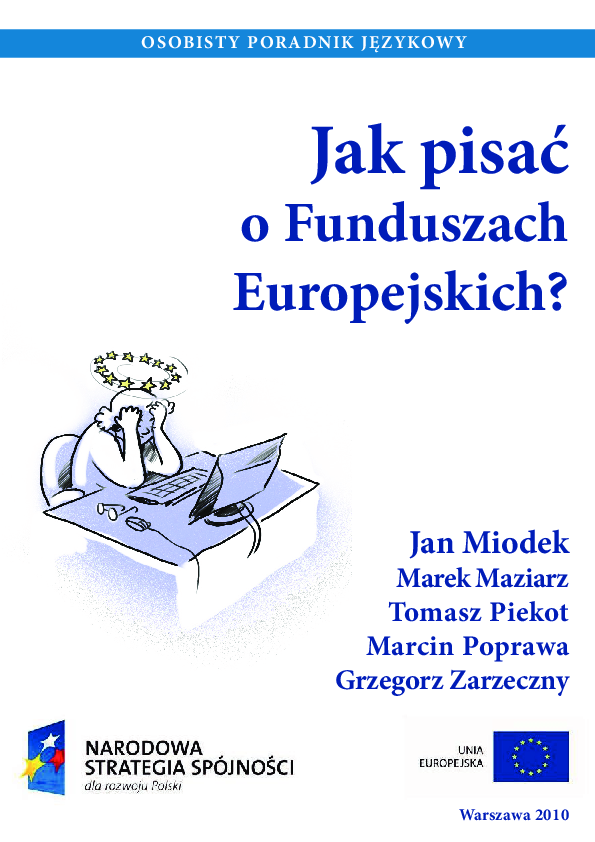 OSOBISTY PORADNIK JĘZYKOWY
Jak pisać
o Funduszach
Europejskich?
Jan Miodek
Marek Maziarz
Tomasz Piekot
Marcin Poprawa
Grzegorz Zarzeczny
NARODOWA
STRATEGIA SPÓJNOŚCI
dla rozwoju Polski
UNIA
EUROPEJSKA
Warszawa 2010